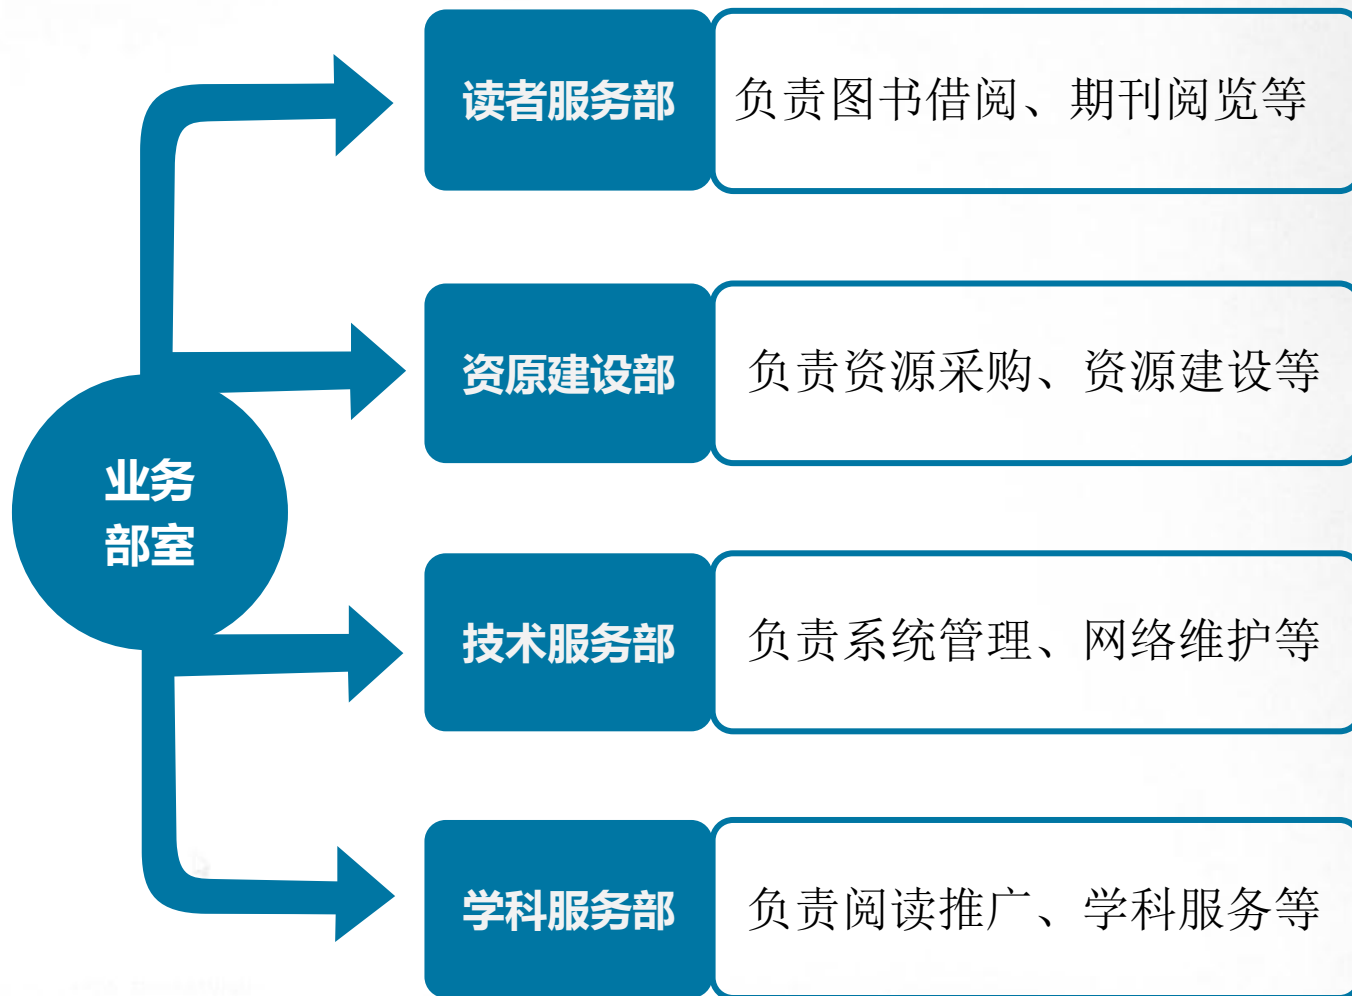 读者服务部
负责图书借阅、期刊阅览等
资原建设部
负责资源采购、资源建设等
业务
部室
技术服务部
负责系统管理、网络维护等
学科服务部
负责阅读推广、学科服务等